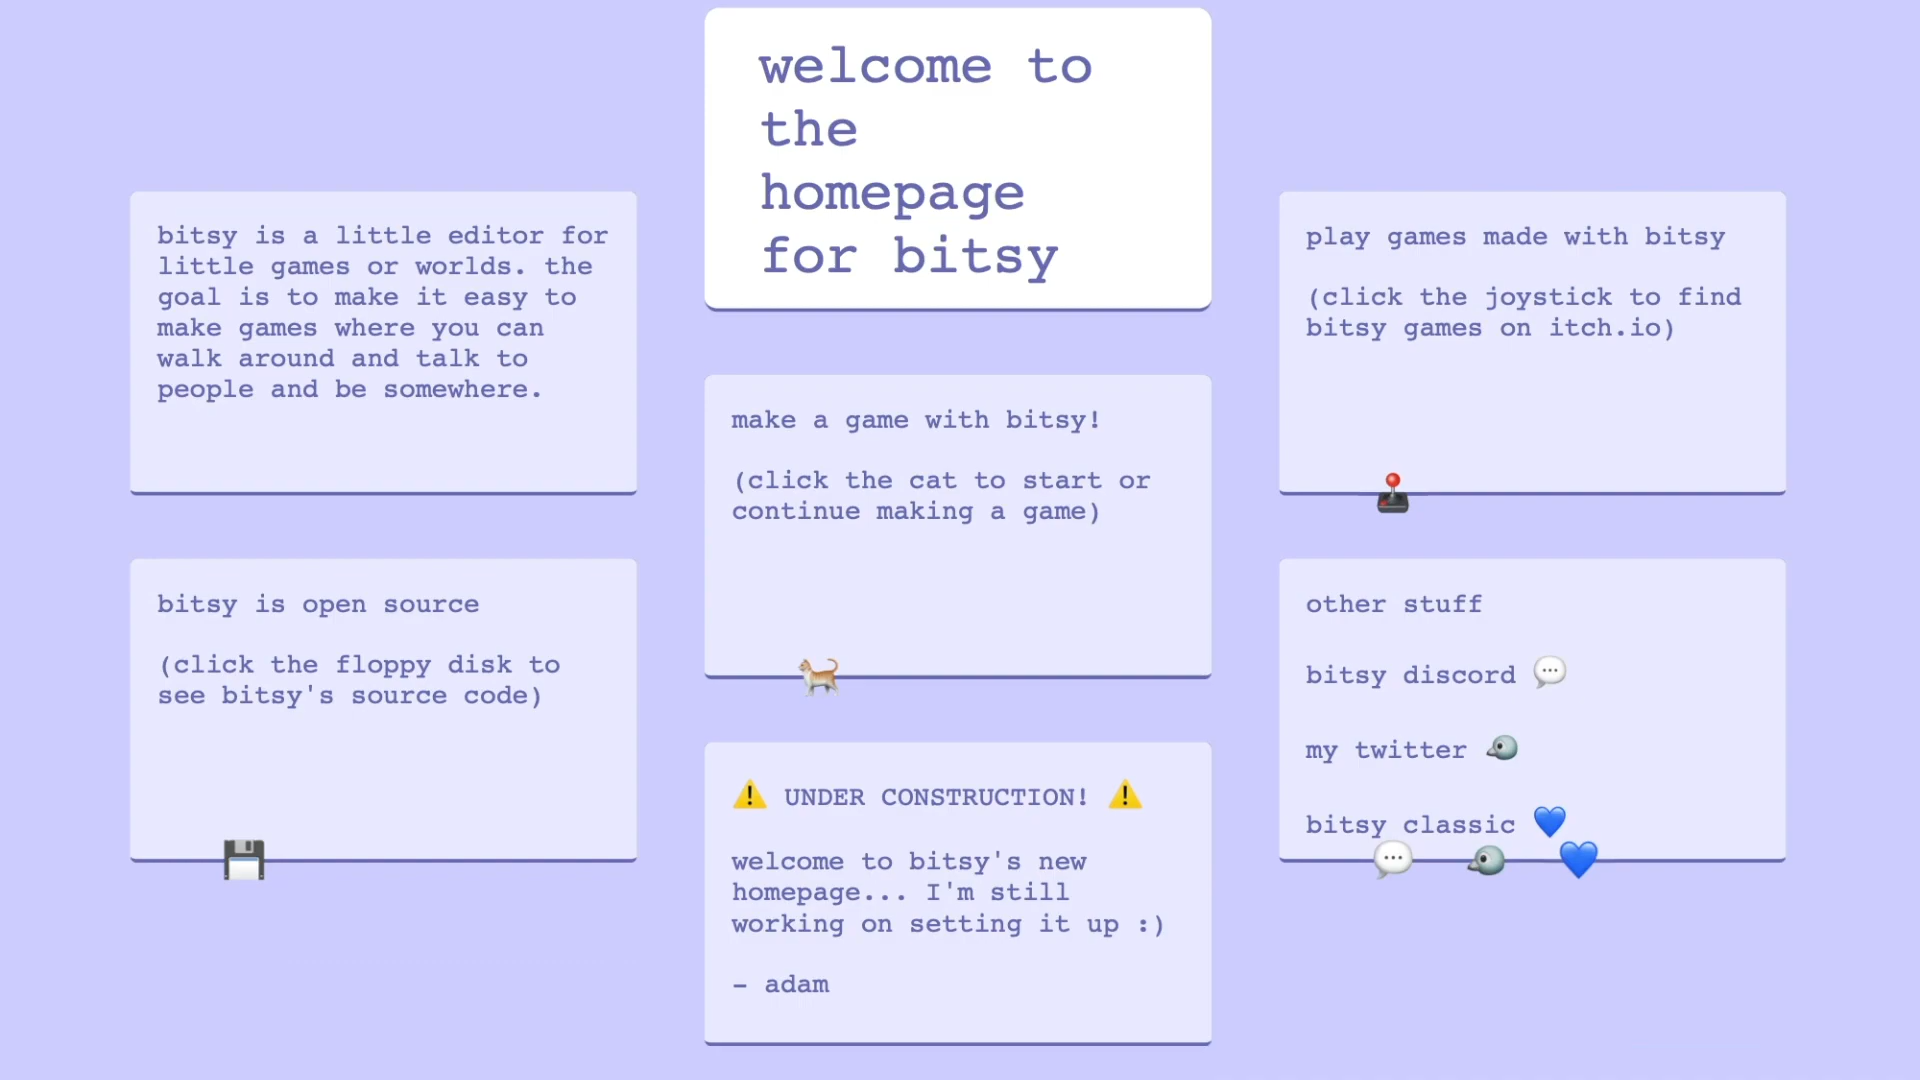 welcome to
the
homepage
for bitsy
bitsy is a little editor for
little games or worlds. the
goal is to make it easy to
make games where you can
walk around and talk to
people and be somewhere.
make a game with bitsy!
(click the cat to start or
continue making a game)
play games made with bitsy
(click the joystick to find
bitsy games on itch.io)
bitsy is open source
(click the floppy disk to
see bitsy's source code)
⚠️ UNDER CONSTRUCTION! ⚠️
welcome to bitsy's new
homepage... I'm still
working on setting it up :)
- adam
other stuff
bitsy discord 💬
my twitter 🐦
bitsy classic 💙